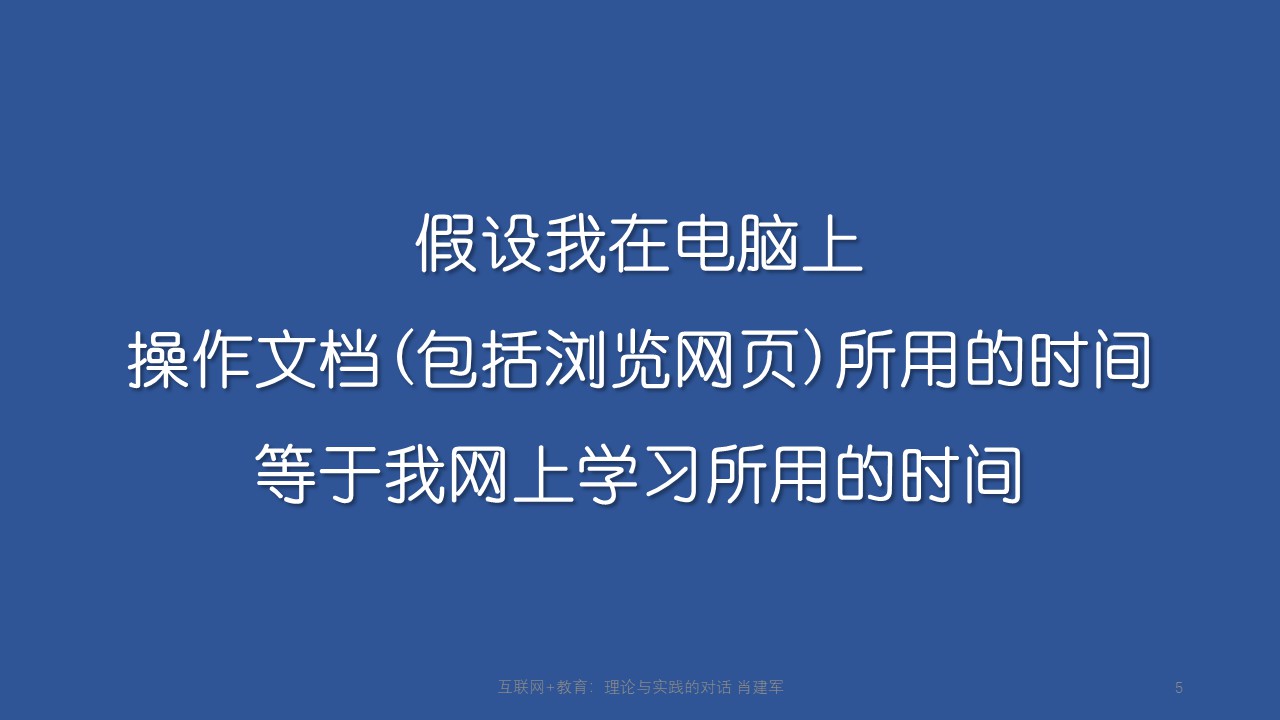 假设我在电脑上
操作文档(包括浏览网页)所用的时间
等于我网上学习所用的时间
互联网+教育：理论与实践的对话 肖建军
5